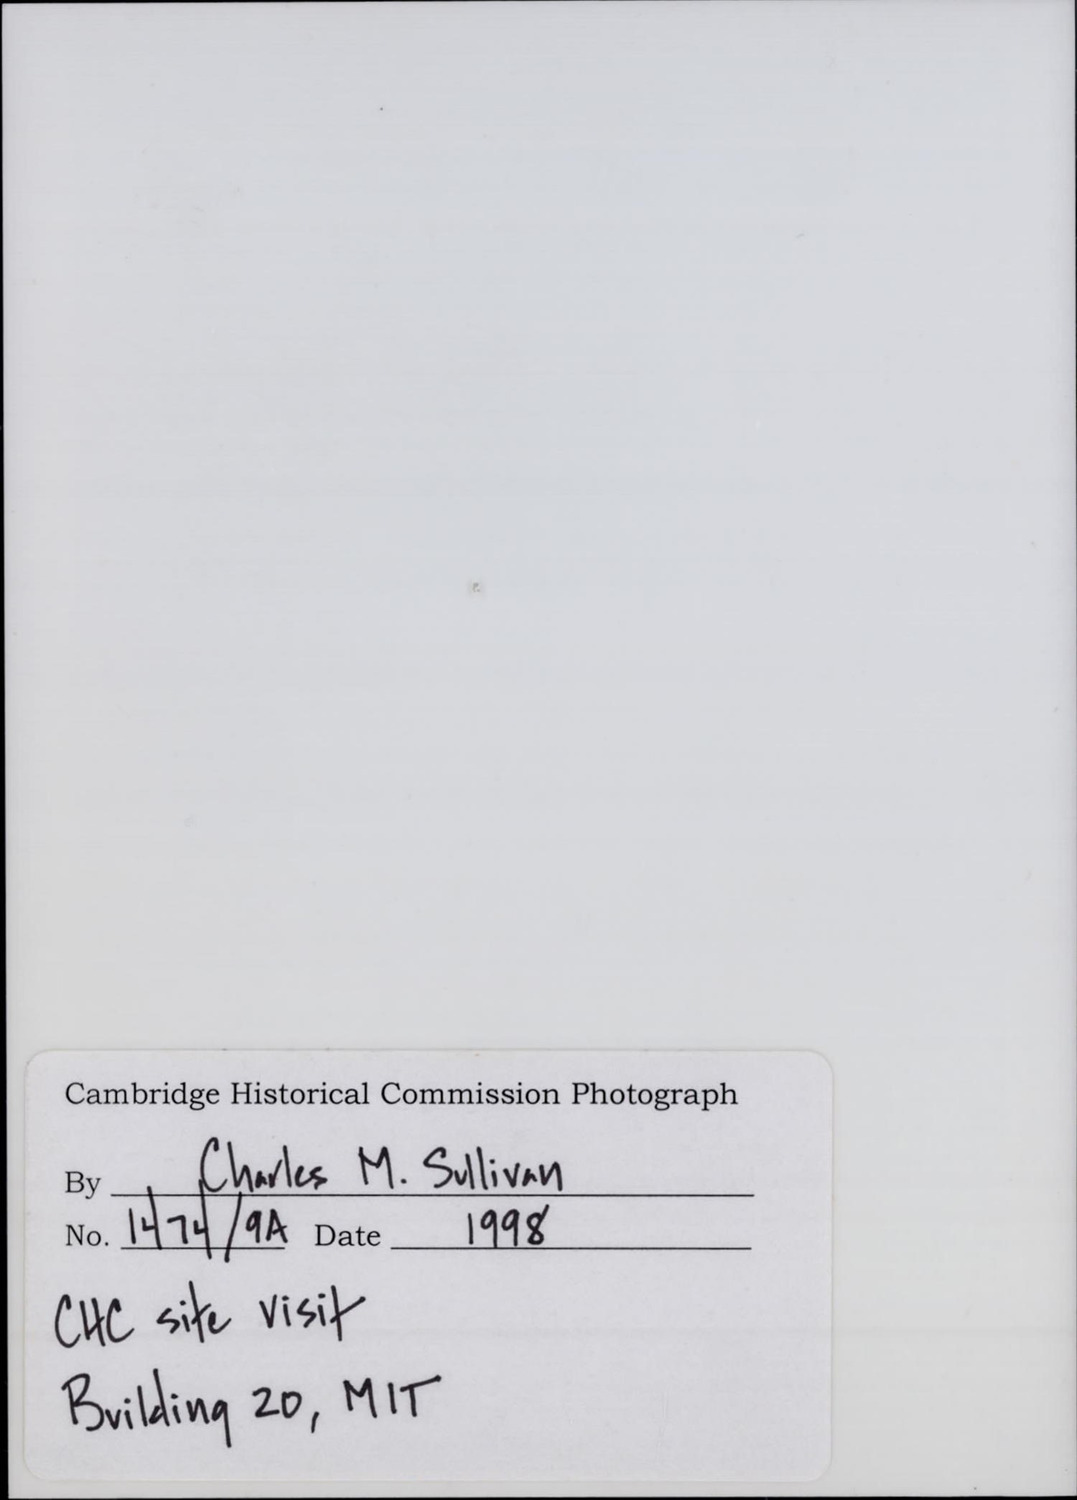 Cambridge Historical Commission Photograph
By Charles M. Sullivan
No. 1474/9A Date 1998
CHC site visit
Building 20, MIT